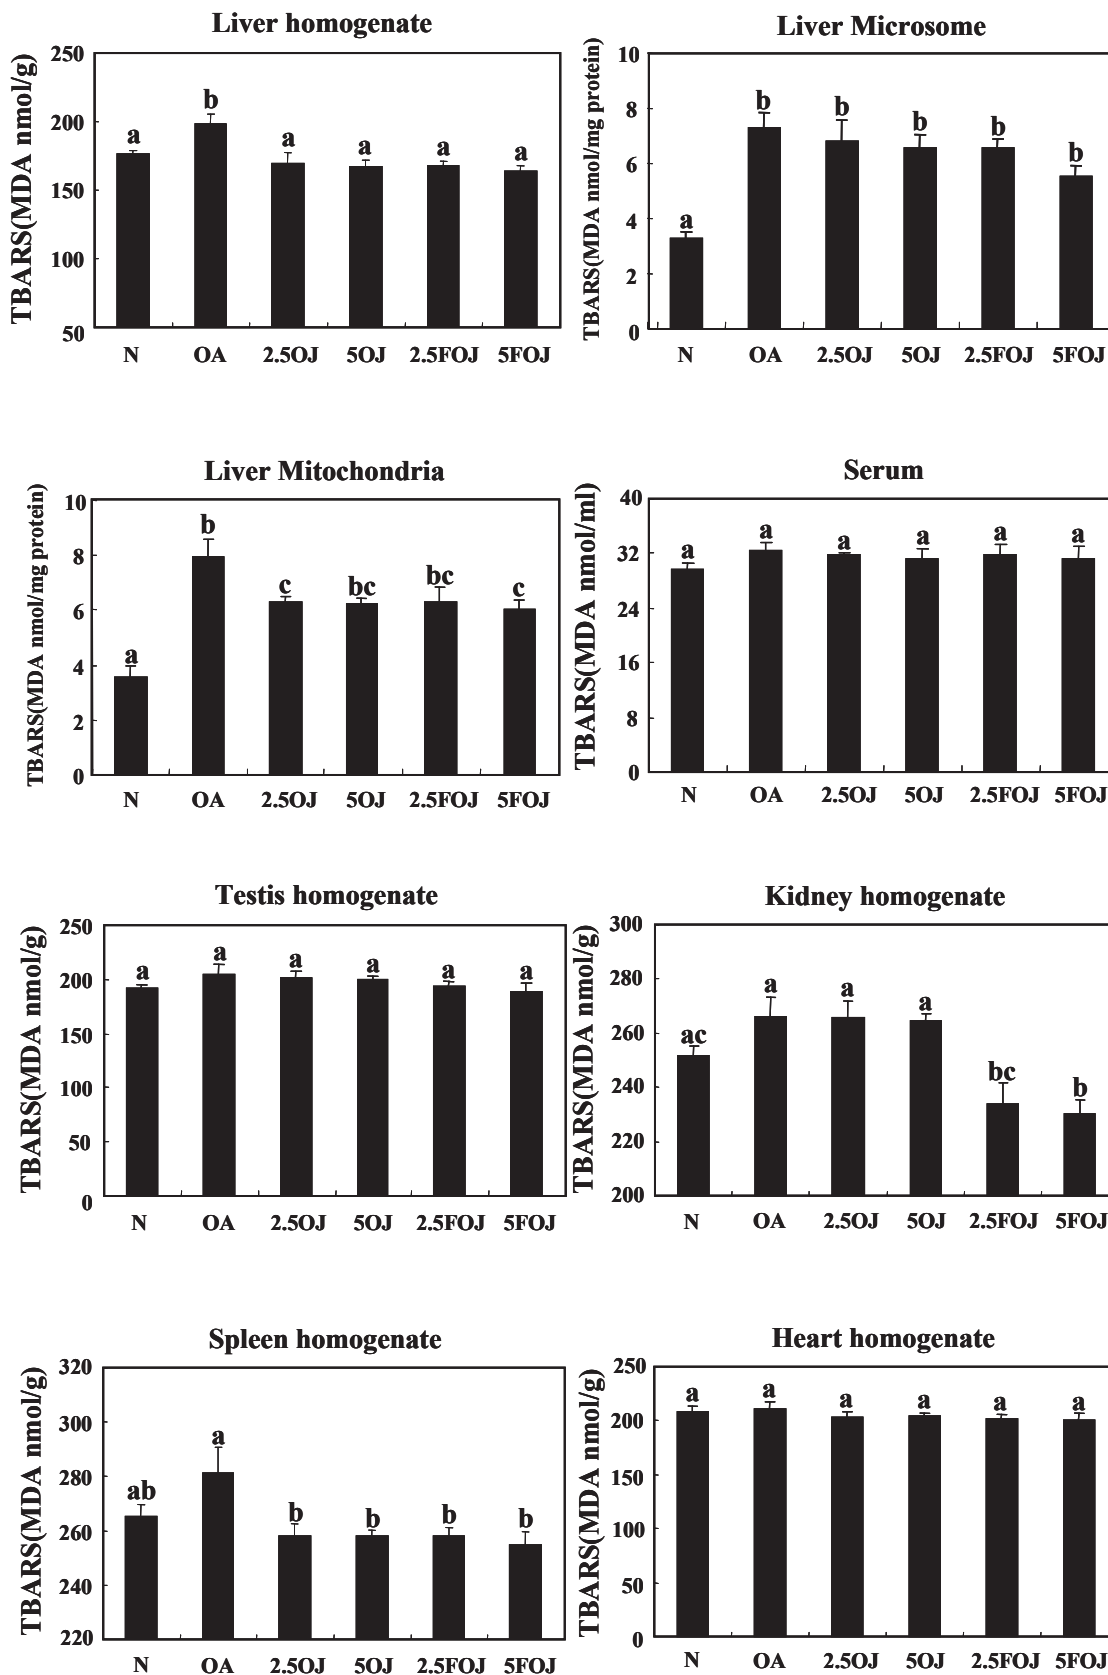 Liver homogenate
TBARS(MDA nmol/g)
250
200
150
100
50
a
b
a
a
a
a
N OA 2.5OJ 5OJ 2.5FOJ 5FOJ
Liver Microsome
TBARS(MDA nmol/mg protein)
10
8
6
4
2
0
a
b
b
b
b
b
N OA 2.5OJ 5OJ 2.5FOJ 5FOJ
Liver Mitochondria
TBARS(MDA nmol/mg protein)
10
8
6
4
2
0
a
b
c
bc
bc
c
N OA 2.5OJ 5OJ 2.5FOJ 5FOJ
Serum
TBARS(MDA nmol/ml)
40
32
24
16
8
0
a
a
a
a
a
a
N OA 2.5OJ 5OJ 2.5FOJ 5FOJ
Testis homogenate
TBARS(MDA nmol/g)
250
200
150
100
50
0
a
a
a
a
a
a
N OA 2.5OJ 5OJ 2.5FOJ 5FOJ
Kidney homogenate
TBARS(MDA nmol/g)
300
280
260
240
220
200
ac
a
a
a
bc
b
N OA 2.5OJ 5OJ 2.5FOJ 5FOJ
Spleen homogenate
TBARS(MDA nmol/g)
320
300
280
260
240
220
ab
a
b
b
b
b
N OA 2.5OJ 5OJ 2.5FOJ 5FOJ
Heart homogenate
TBARS(MDA nmol/g)
250
200
150
100
50
0
a
a
a
a
a
a
N OA 2.5OJ 5OJ 2.5FOJ 5FOJ